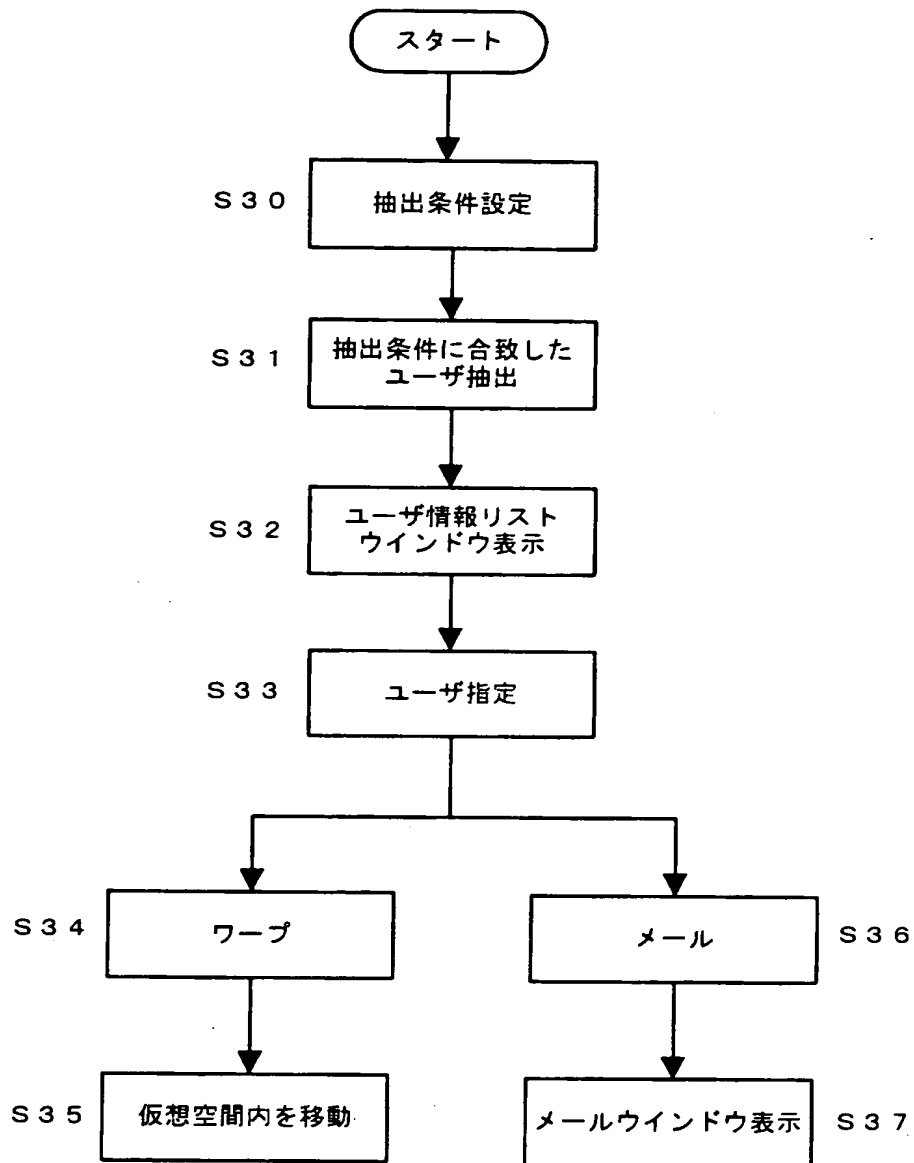 スタート
S30
抽出条件設定
S31
抽出条件に合致した
ユーザ抽出
S32
ユーザ情報リスト
ウインドウ表示
S33
ユーザ指定
S34
ワープ
メール
S36
S35
仮想空間内を移動
メールウインドウ表示
S37